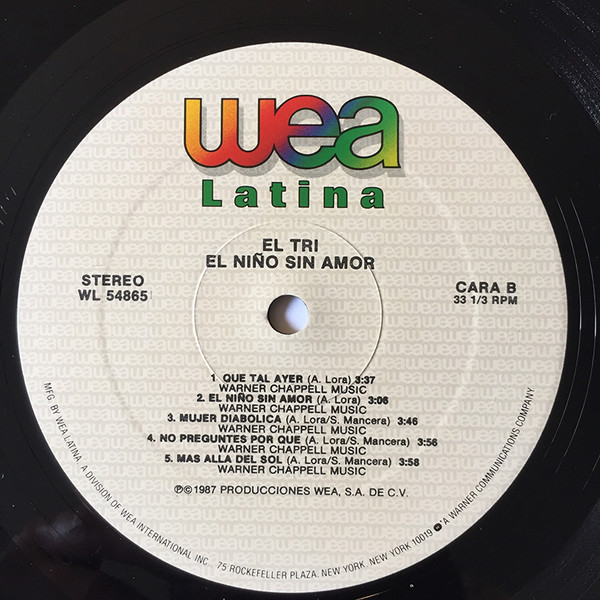 wea
Latina
EL TRI
EL NIÑO SIN AMOR
STEREO
WL 54865
CARA B
33 1/3 RPM
1. QUE TAL AYER (A. Lora) 3:37
WARNER CHAPPELL MUSIC
2. EL NIÑO SIN AMOR (A. Lora) 3:06
WARNER CHAPPELL MUSIC
3. MUJER DIABOLICA (A. Lora/S. Mancera) 3:46
WARNER CHAPPELL MUSIC
4. NO PREGUNTES POR QUE (A. Lora/S. Mancera) 3:56
WARNER CHAPPELL MUSIC
5. MAS ALLA DEL SOL (A. Lora/S. Mancera) 3:58
WARNER CHAPPELL MUSIC
Ⓟ©1987 PRODUCCIONES WEA, S.A. DE C.V.
MFG. BY WEA LATINA. A DIVISION OF WEA INTERNATIONAL INC. 75 ROCKEFELLER PLAZA, NEW YORK, NEW YORK 10019 • A WARNER COMMUNICATIONS COMPANY.